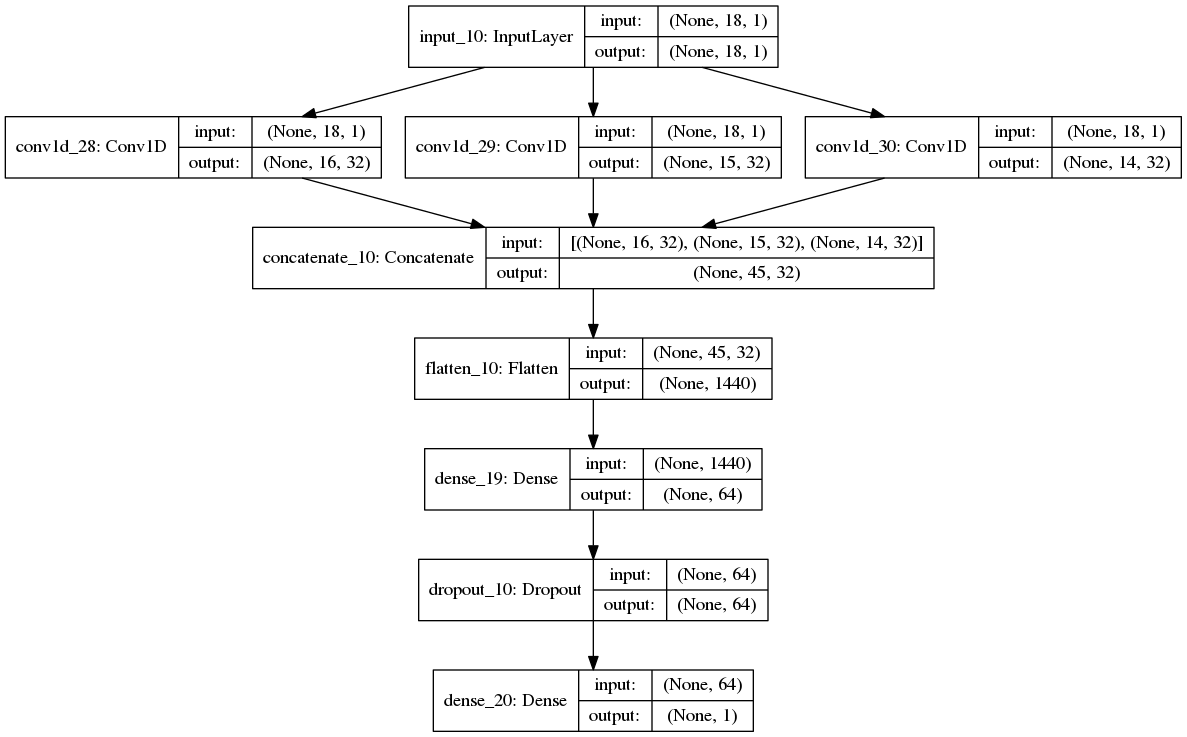 input_10: InputLayer
input: (None, 18, 1)
output: (None, 18, 1)
conv1d_28: Conv1D
input: (None, 18, 1)
output: (None, 16, 32)
conv1d_29: Conv1D
input: (None, 18, 1)
output: (None, 15, 32)
conv1d_30: Conv1D
input: (None, 18, 1)
output: (None, 14, 32)
concatenate_10: Concatenate
input: [(None, 16, 32), (None, 15, 32), (None, 14, 32)]
output: (None, 45, 32)
flatten_10: Flatten
input: (None, 45, 32)
output: (None, 1440)
dense_19: Dense
input: (None, 1440)
output: (None, 64)
dropout_10: Dropout
input: (None, 64)
output: (None, 64)
dense_20: Dense
input: (None, 64)
output: (None, 1)